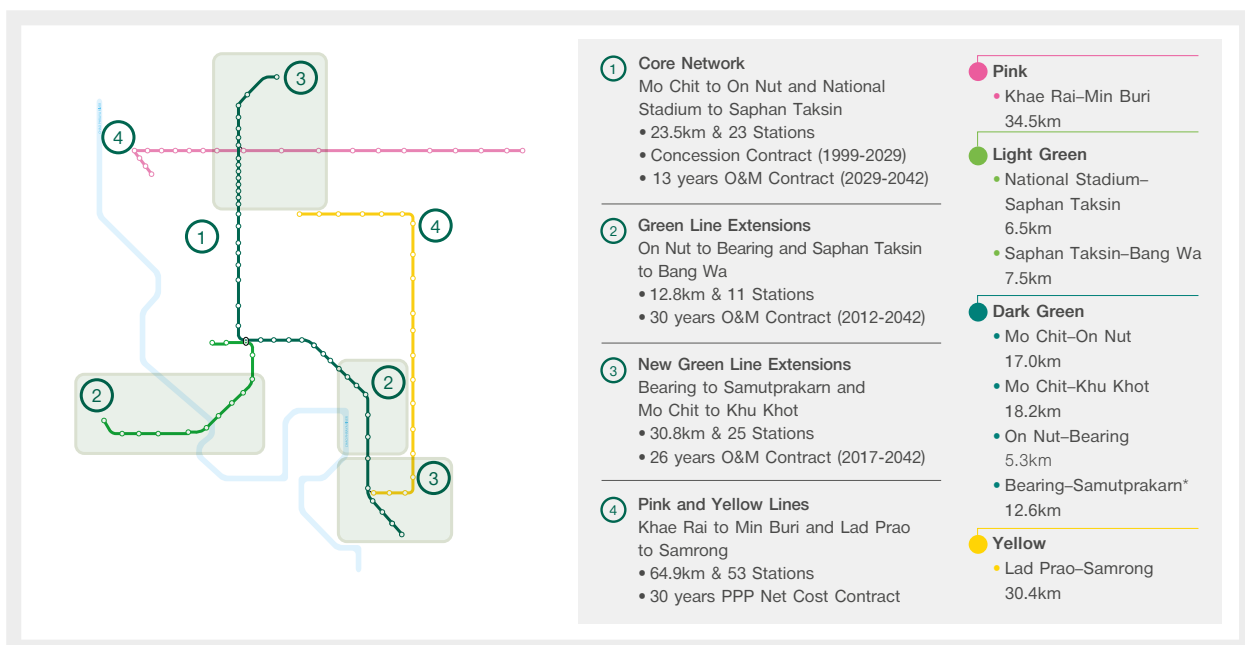 3
4
1
4
2
2
3
1
Core Network
Mo Chit to On Nut and National
Stadium to Saphan Taksin
• 23.5km & 23 Stations
• Concession Contract (1999-2029)
• 13 years O&M Contract (2029-2042)
2
Green Line Extensions
On Nut to Bearing and Saphan Taksin
to Bang Wa
• 12.8km & 11 Stations
• 30 years O&M Contract (2012-2042)
3
New Green Line Extensions
Bearing to Samutprakarn and
Mo Chit to Khu Khot
• 30.8km & 25 Stations
• 26 years O&M Contract (2017-2042)
4
Pink and Yellow Lines
Khae Rai to Min Buri and Lad Prao
to Samrong
• 64.9km & 53 Stations
• 30 years PPP Net Cost Contract
Pink
• Khae Rai–Min Buri
34.5km
Light Green
• National Stadium–
Saphan Taksin
6.5km
• Saphan Taksin–Bang Wa
7.5km
Dark Green
• Mo Chit–On Nut
17.0km
• Mo Chit–Khu Khot
18.2km
• On Nut–Bearing
5.3km
• Bearing–Samutprakarn*
12.6km
Yellow
• Lad Prao–Samrong
30.4km